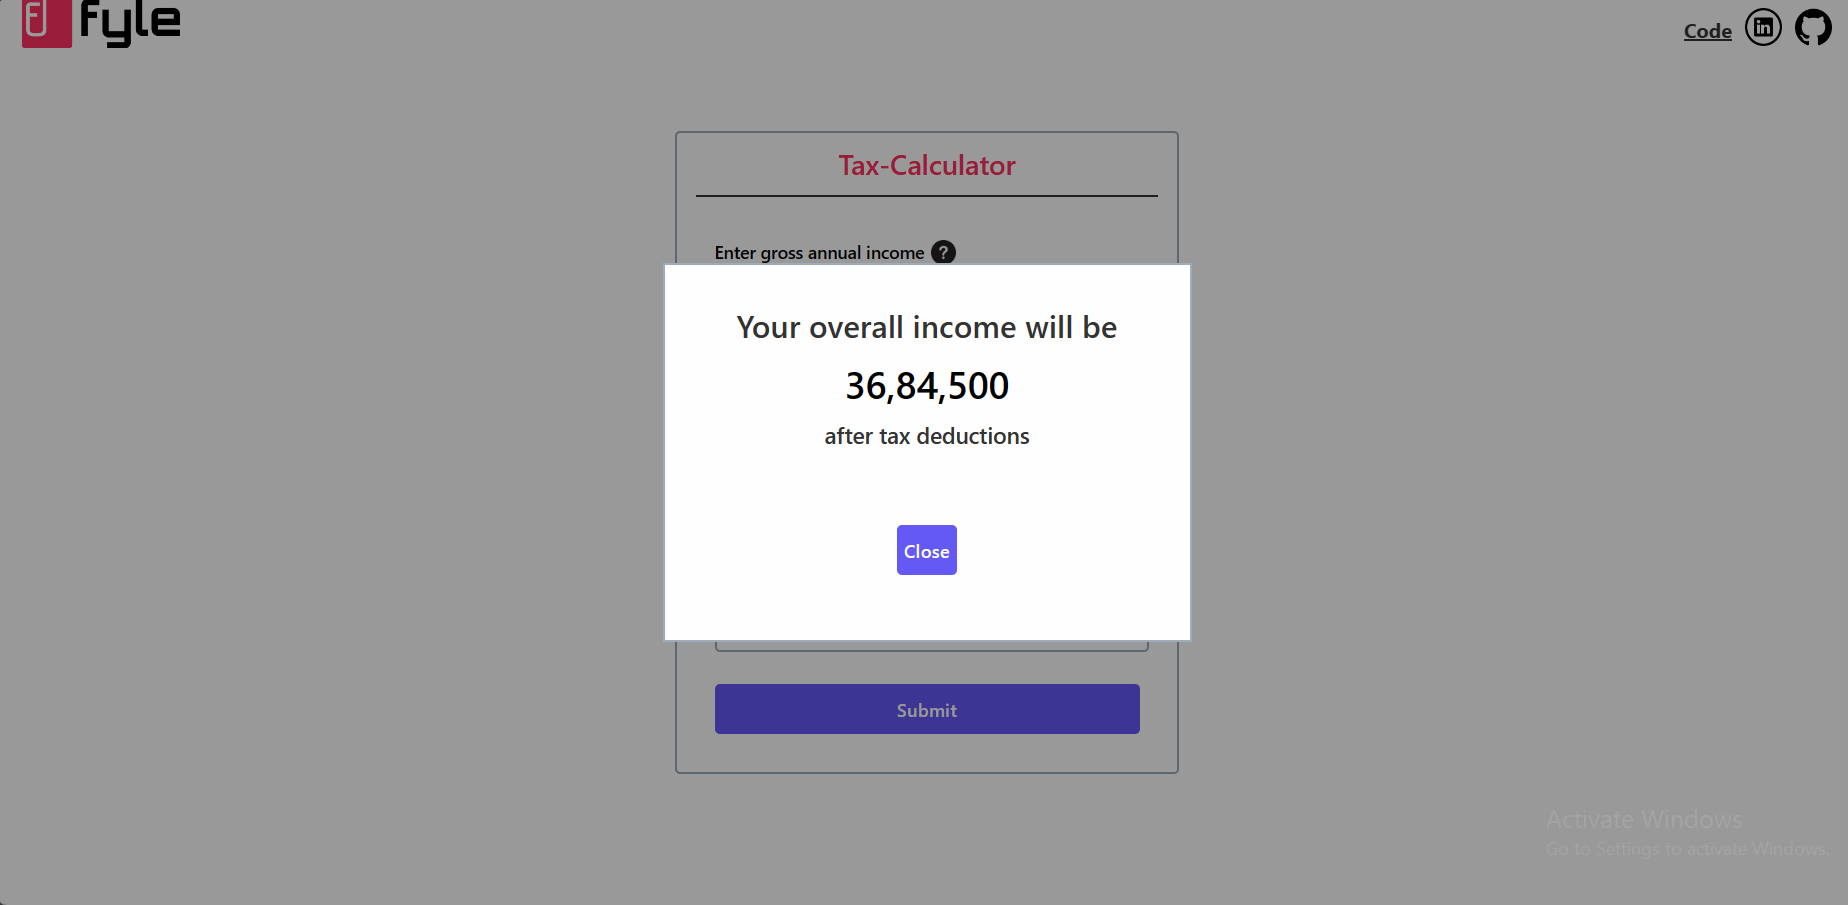 fyle
Code
Tax-Calculator
Enter gross annual income ?
Your overall income will be
36,84,500
after tax deductions
Close
Submit
Activate Windows
Go to Settings to activate Windows.